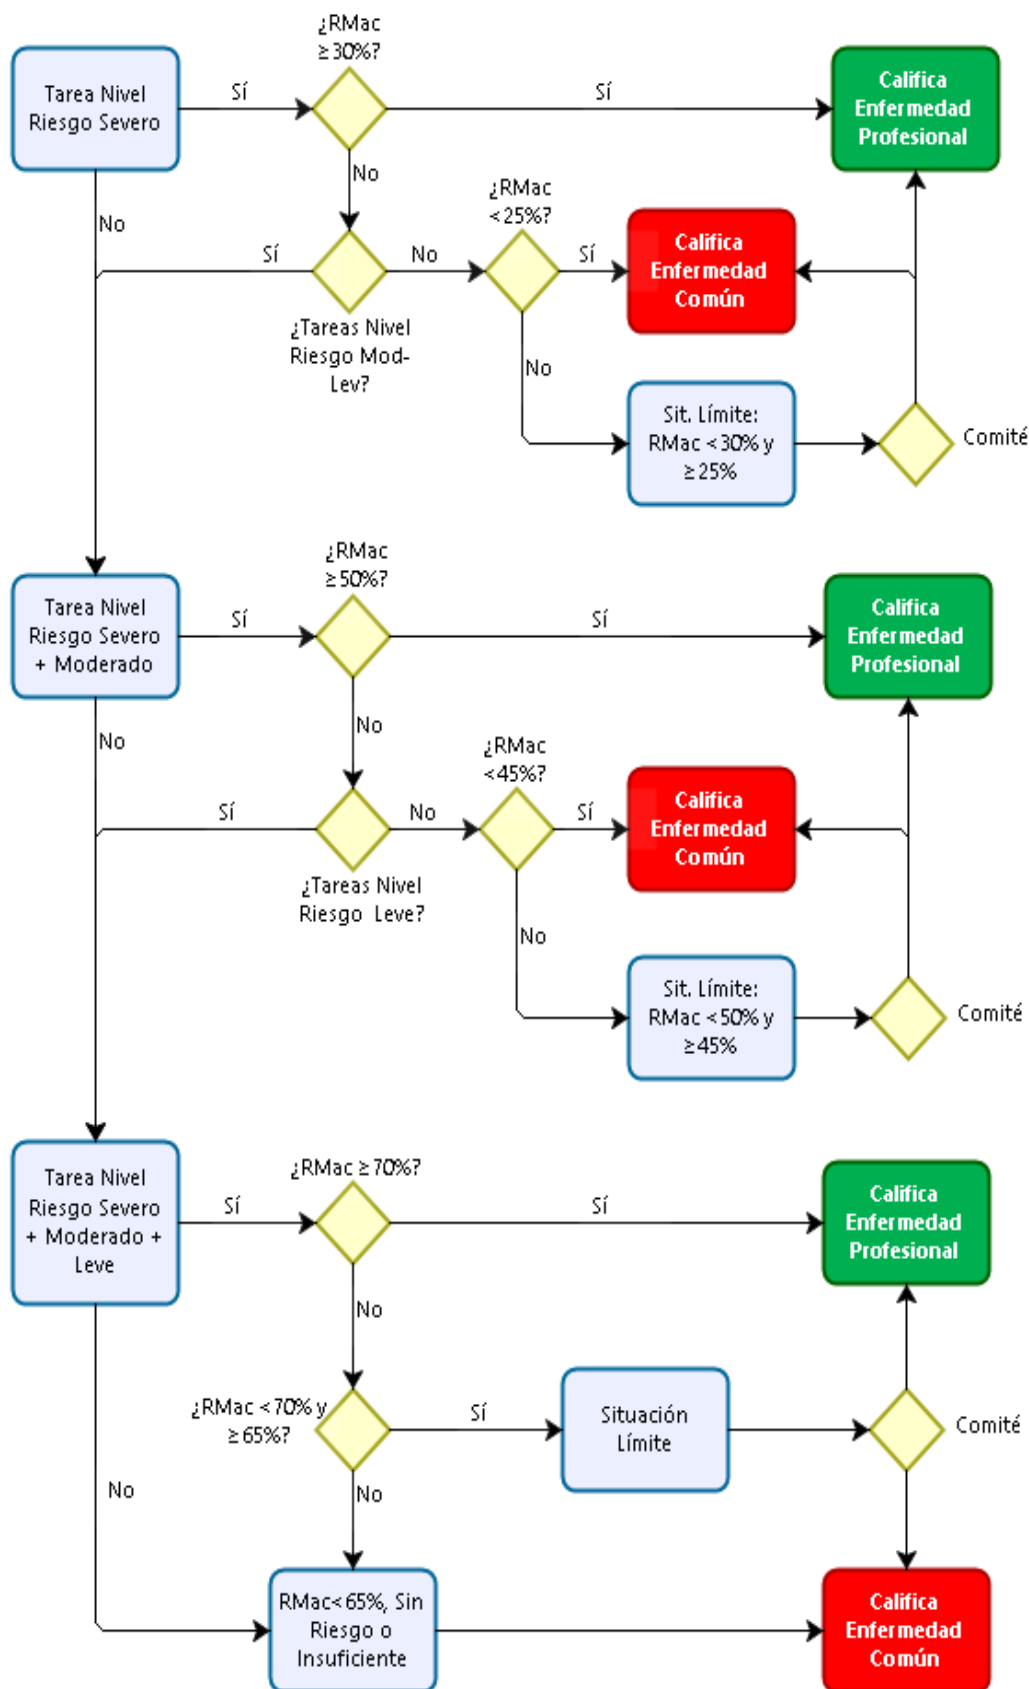 ¿RMac
≥30%?
Tarea Nivel
Riesgo Severo
Sí
Sí
Califica
Enfermedad
Profesional
No
No
¿RMac
<25%?
Sí
No
Sí
Califica
Enfermedad
Común
¿Tareas Nivel
Riesgo Mod-
Lev?
No
Sit. Límite:
RMac <30% y
≥25%
Comité
¿RMac
≥50%?
Tarea Nivel
Riesgo Severo
+ Moderado
Sí
Sí
Califica
Enfermedad
Profesional
No
No
¿RMac
<45%?
Sí
No
Sí
Califica
Enfermedad
Común
¿Tareas Nivel
Riesgo Leve?
No
Sit. Límite:
RMac <50% y
≥45%
Comité
¿RMac ≥70%?
Tarea Nivel
Riesgo Severo
+ Moderado +
Leve
Sí
Sí
Califica
Enfermedad
Profesional
No
¿RMac <70% y
≥65%?
Sí
Situación
Límite
Comité
No
No
RMac<65%, Sin
Riesgo o
Insuficiente
Califica
Enfermedad
Común